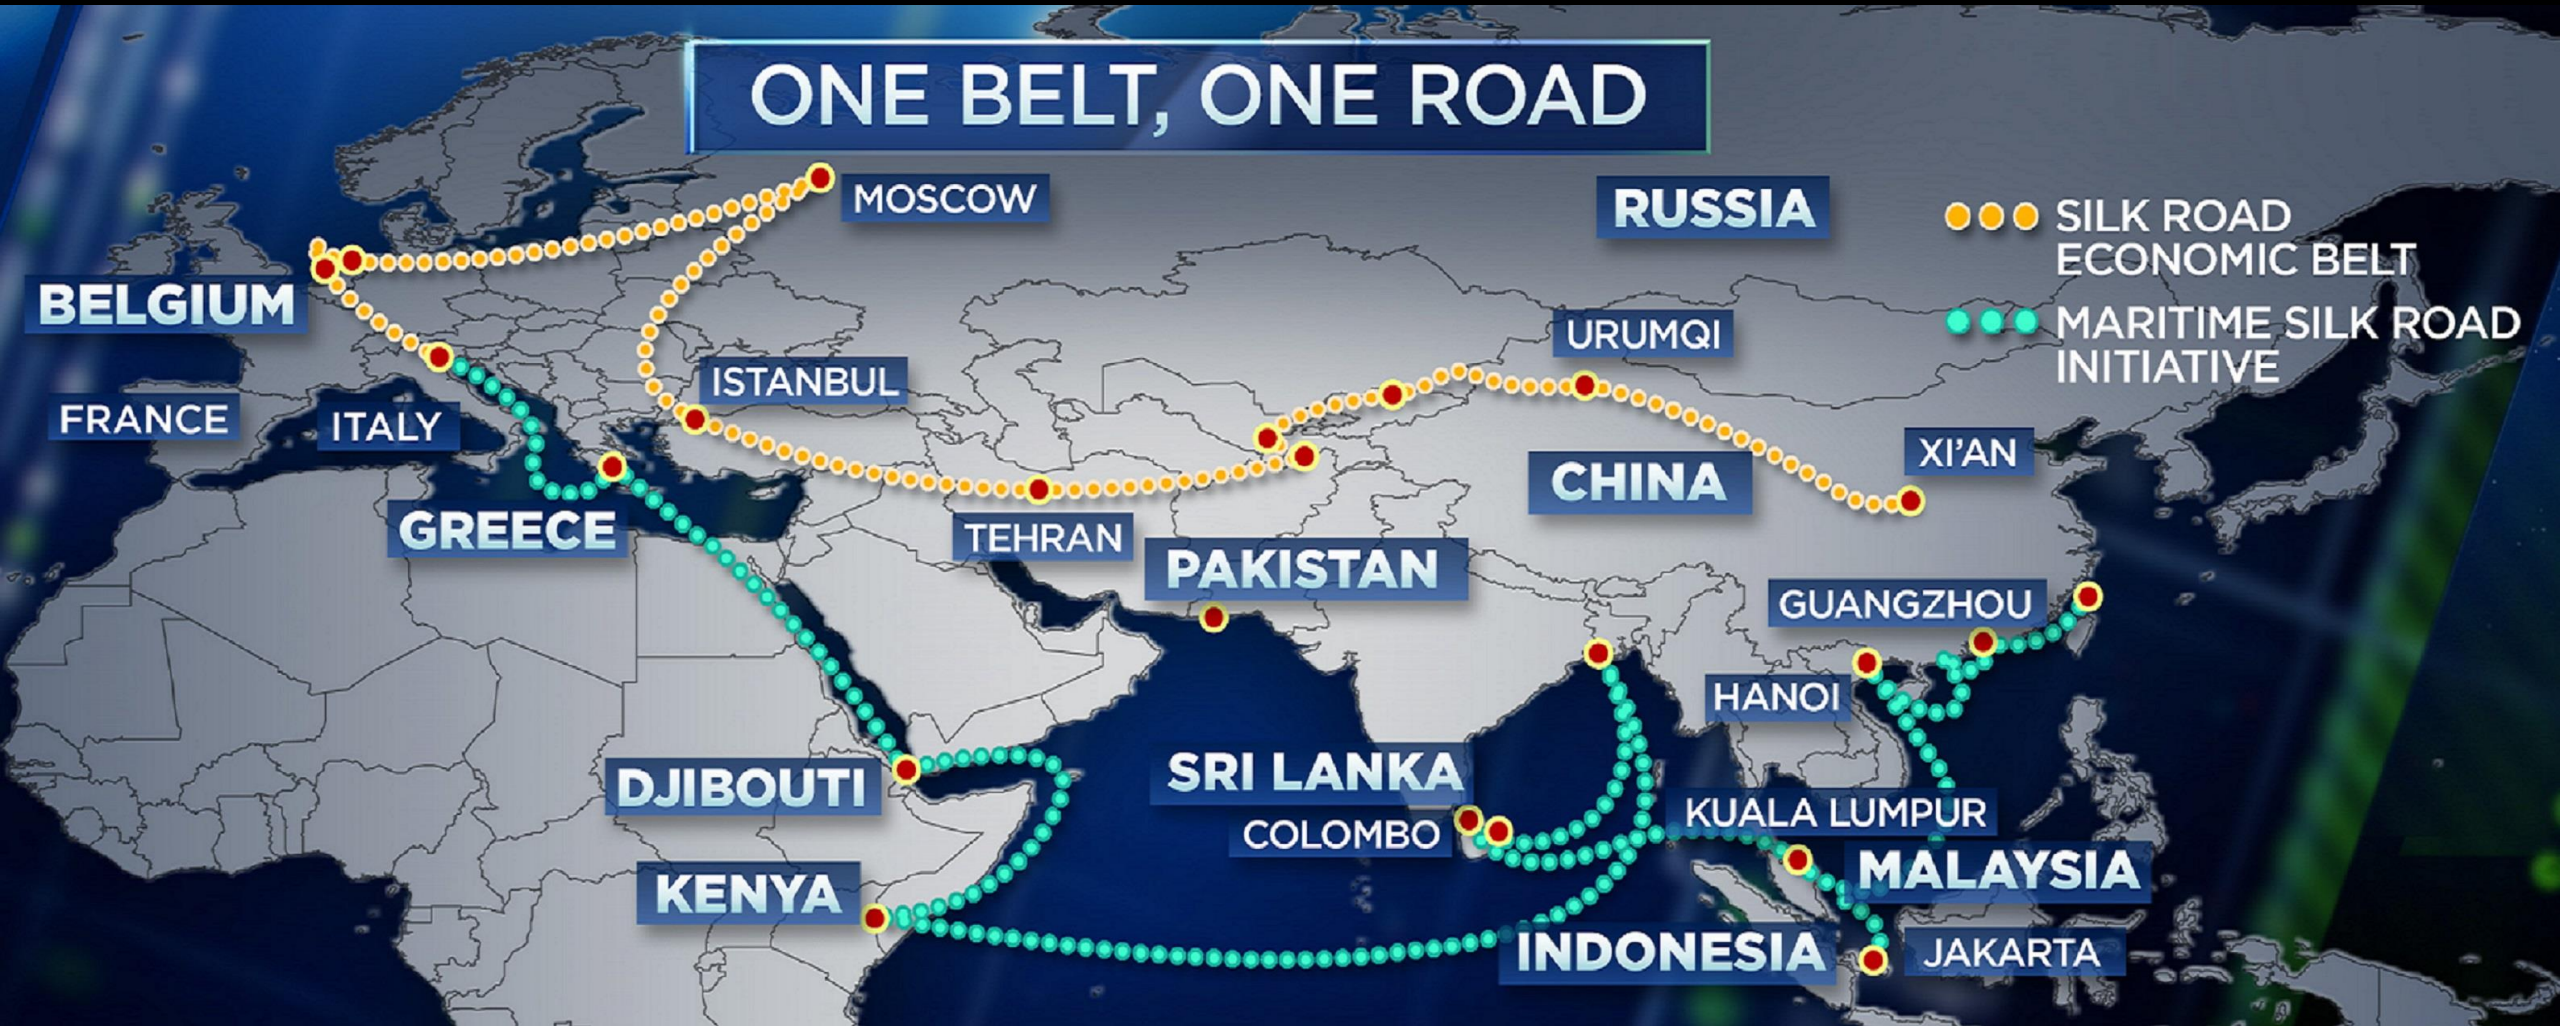 ONE BELT, ONE ROAD
MOSCOW
RUSSIA
SILK ROAD
ECONOMIC BELT
MARITIME SILK ROAD
INITIATIVE
BELGIUM
URUMQI
ISTANBUL
FRANCE
ITALY
XI'AN
CHINA
GREECE
TEHRAN
PAKISTAN
GUANGZHOU
HANOI
SRI LANKA
DJIBOUTI
COLOMBO
KUALA LUMPUR
MALAYSIA
KENYA
INDONESIA
JAKARTA